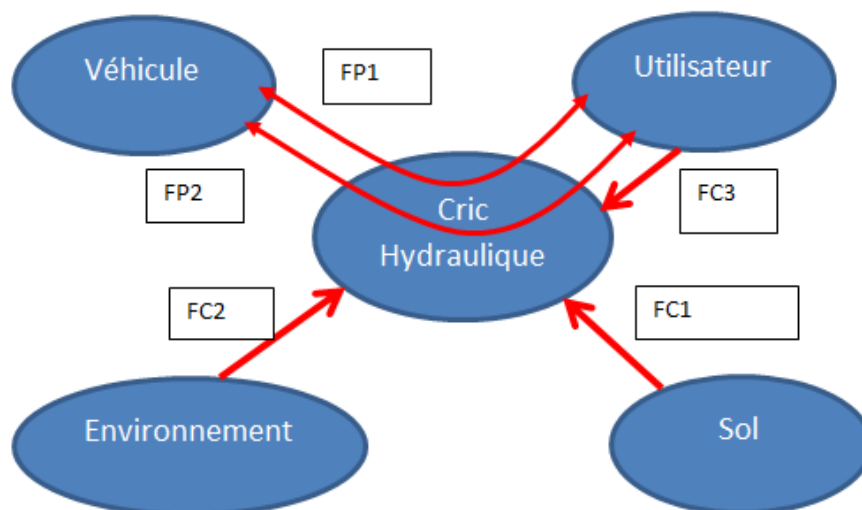 Véhicule
FP1
Utilisateur
FP2
Cric
Hydraulique
FC3
FC2
FC1
Environnement
Sol